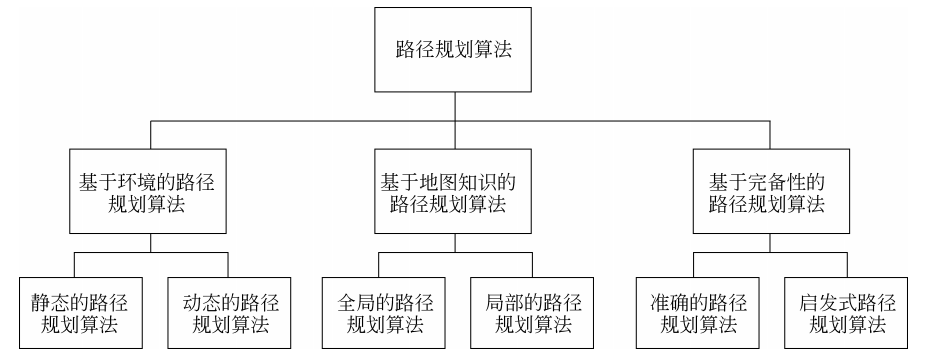 路径规划算法
基于环境的路径
规划算法
基于地图知识的
路径规划算法
基于完备性的
路径规划算法
静态的路径
规划算法
动态的路径
规划算法
全局的路径
规划算法
局部的路径
规划算法
准确的路径
规划算法
启发式路径
规划算法